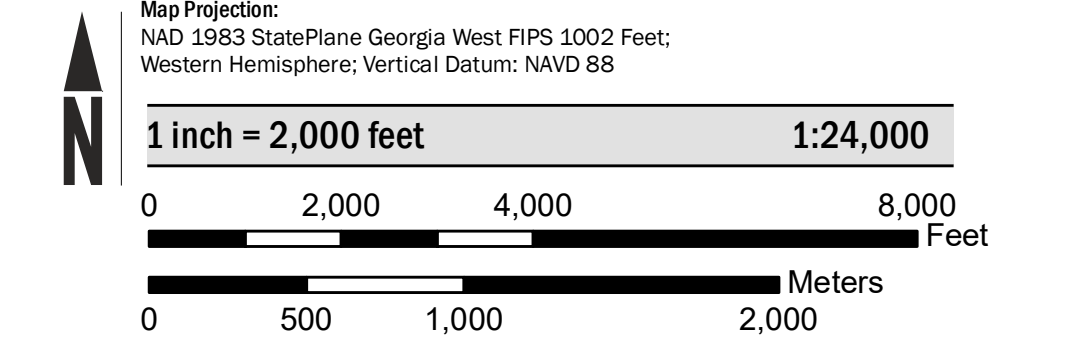 Map Projection:
NAD 1983 StatePlane Georgia West FIPS 1002 Feet;
Western Hemisphere; Vertical Datum: NAVD 88
N
1 inch = 2,000 feet 1:24,000
0 2,000 4,000 8,000
Feet
Meters
0 500 1,000 2,000